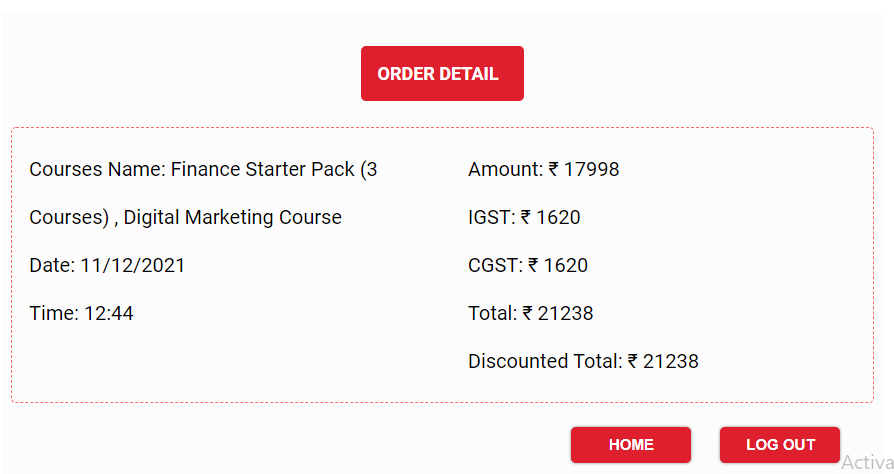 ORDER DETAIL
Courses Name: Finance Starter Pack (3
Courses) , Digital Marketing Course
Date: 11/12/2021
Time: 12:44
Amount: ₹ 17998
IGST: ₹ 1620
CGST: ₹ 1620
Total: ₹ 21238
Discounted Total: ₹ 21238
HOME
LOG OUT
Activa